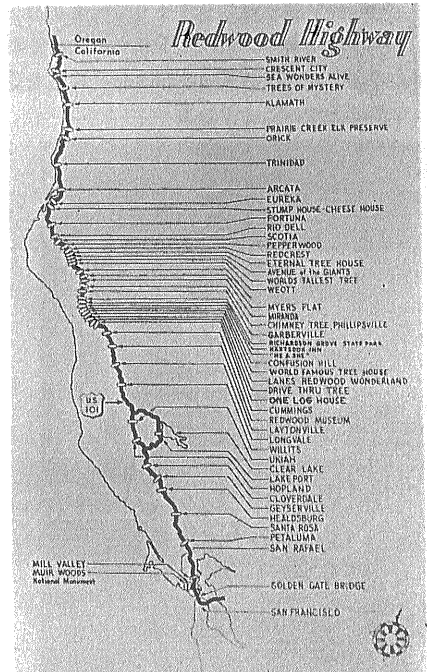 Redwood Highway
Oregon
California
SMITH RIVER
CRESCENT CITY
SEA WONDERS ALIVE
TREES OF MYSTERY
KLAMATH
PRAIRIE CREEK ELK PRESERVE
ORICK
TRINIDAD
ARCATA
EUREKA
STUMP HOUSE-CHEESE HOUSE
FORTUNA
RIO DELL
SCOTIA
PEPPERWOOD
REDCREST
ETERNAL TREE HOUSE
AVENUE of the GIANTS
WORLDS TALLEST TREE
WEOTT
MYERS FLAT
MIRANDA
CHIMNEY TREE PHILLIPSVILLE
GARBERVILLE
RICHARDSON GROVE STATE PARK
HARTSOOK INN
"HE & SHE"
CONFUSION HILL
WORLD FAMOUS TREE HOUSE
LANES REDWOOD WONDERLAND
DRIVE THRU TREE
ONE LOG HOUSE
CUMMINGS
REDWOOD MUSEUM
LAYTONVILLE
LONGVALE
WILLITS
UKIAH
CLEAR LAKE
LAKEPORT
HOPLAND
CLOVERDALE
GEYSERVILLE
HEALDSBURG
SANTA ROSA
PETALUMA
SAN RAFAEL
GOLDEN GATE BRIDGE
SAN FRANCISCO
US
101
MILL VALLEY
MUIR WOODS
National Monument